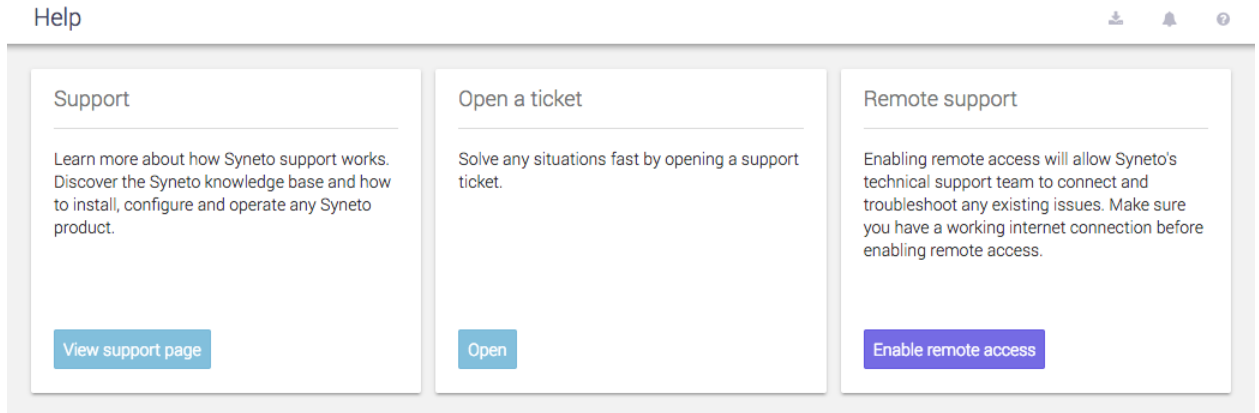 Help
Support
Learn more about how Syneto support works.
Discover the Syneto knowledge base and how
to install, configure and operate any Syneto
product.
View support page
Open a ticket
Solve any situations fast by opening a support
ticket.
Open
Remote support
Enabling remote access will allow Syneto's
technical support team to connect and
troubleshoot any existing issues. Make sure
you have a working internet connection before
enabling remote access.
Enable remote access